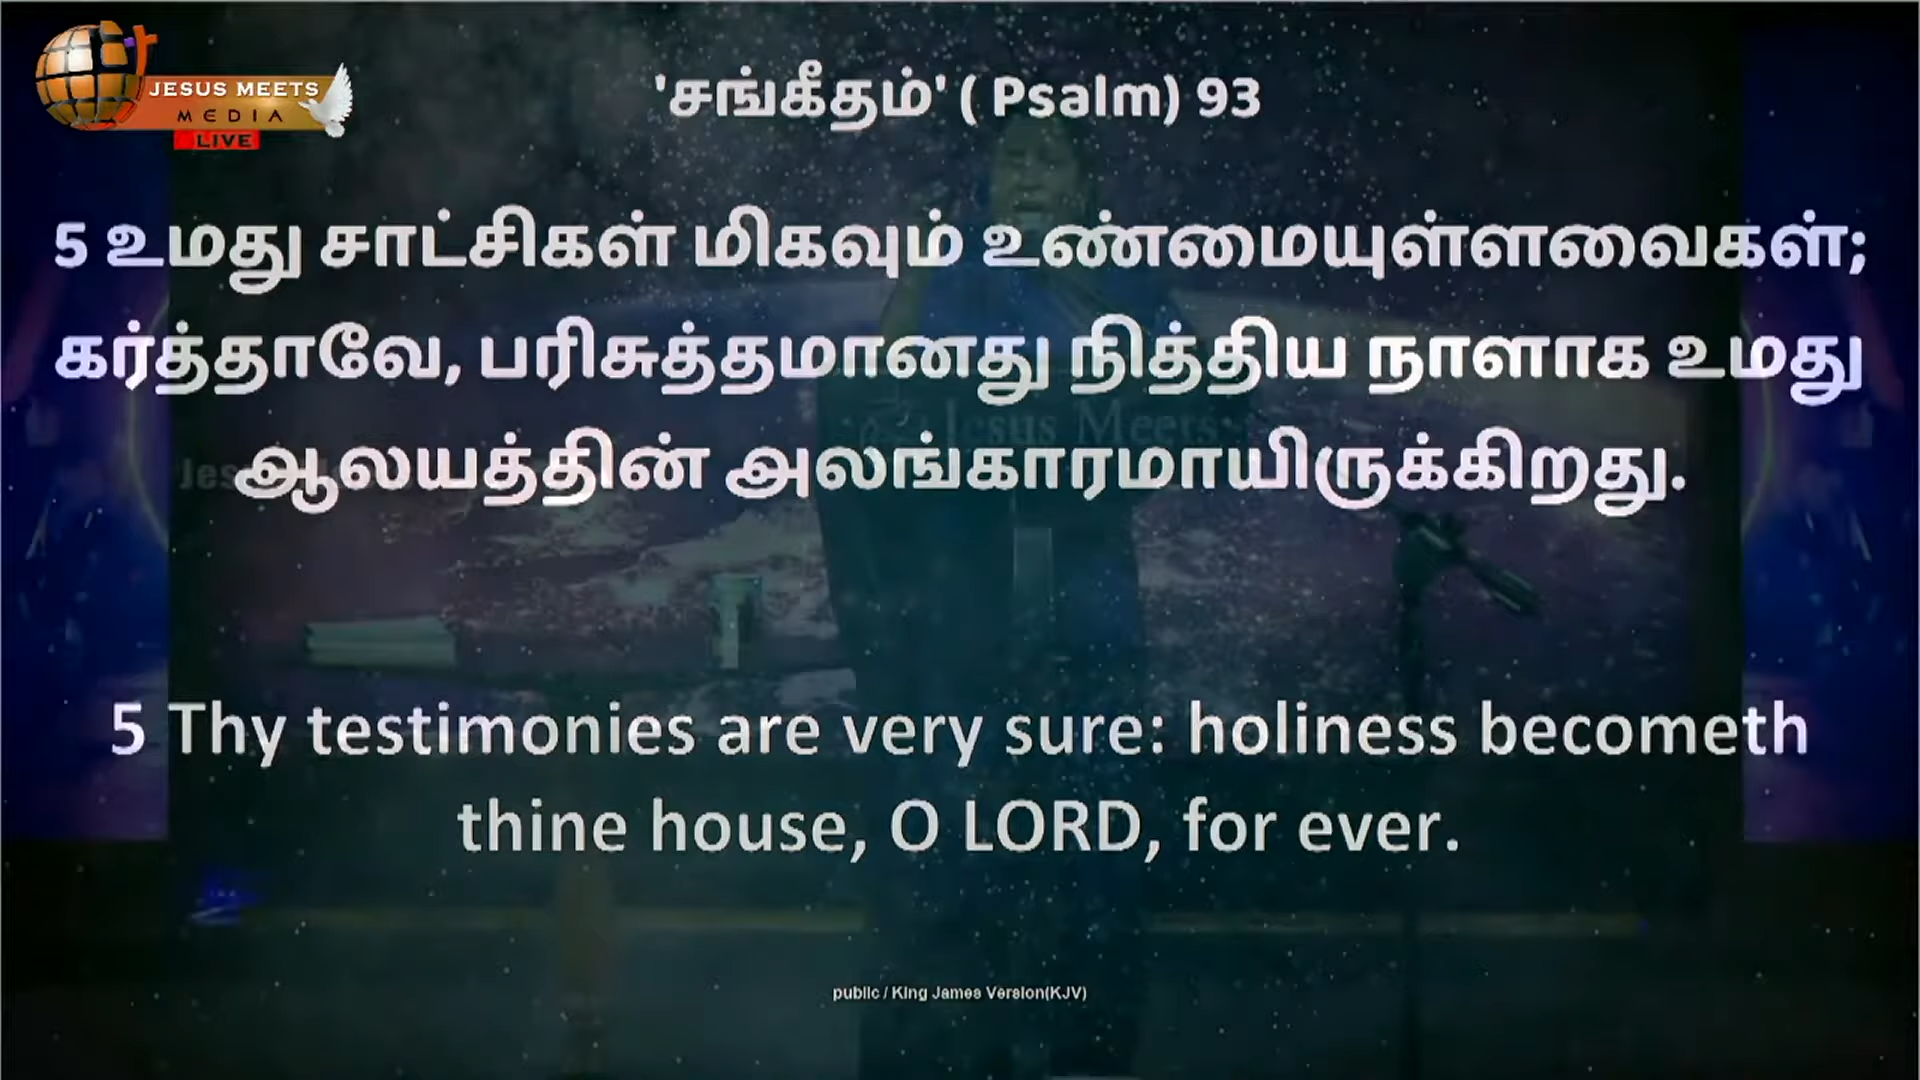 JESUS MEETS
MEDIA
LIVE
'சங்கீதம்' ( Psalm) 93
5 உமது சாட்சிகள் மிகவும் உண்மையுள்ளவைகள்;
கர்த்தாவே, பரிசுத்தமானது நித்திய நாளாக உமது
Jesus Meets
ஆலயத்தின் அலங்காரமாயிருக்கிறது.
5 Thy testimonies are very sure: holiness becometh
thine house, O LORD, for ever.
public / King James Version(KJV)